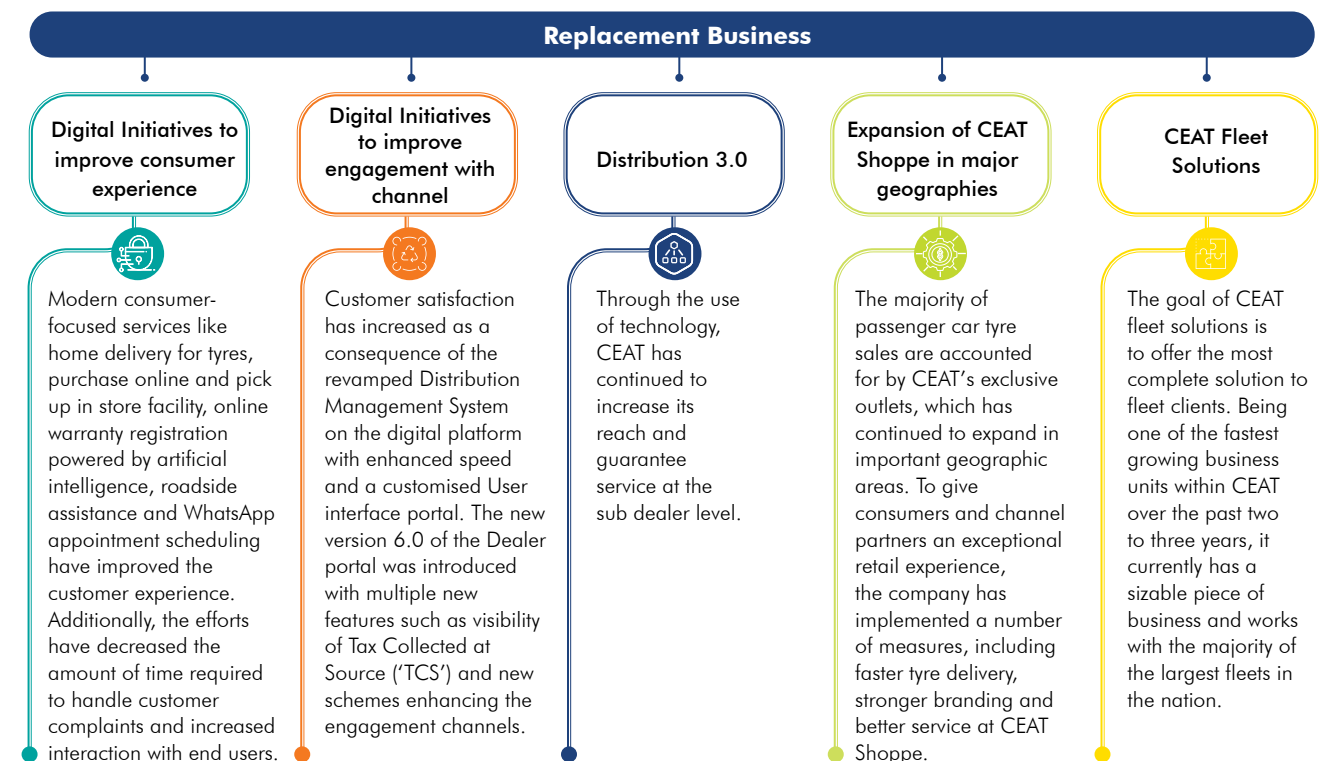 Replacement Business
Digital Initiatives to
improve consumer
experience
Modern consumer-
focused services like
home delivery for tyres,
purchase online and pick
up in store facility, online
warranty registration
powered by artificial
intelligence, roadside
assistance and WhatsApp
appointment scheduling
have improved the
customer experience.
Additionally, the efforts
have decreased the
amount of time required
to handle customer
complaints and increased
interaction with end users.
Digital Initiatives
to improve
engagement with
channel
Customer satisfaction
has increased as a
consequence of the
revamped Distribution
Management System
on the digital platform
with enhanced speed
and a customised User
interface portal. The new
version 6.0 of the Dealer
portal was introduced
with multiple new
features such as visibility
of Tax Collected at
Source (‘TCS’) and new
schemes enhancing the
engagement channels.
Distribution 3.0
Through the use
of technology,
CEAT has
continued to
increase its
reach and
guarantee
service at the
sub dealer level.
Expansion of CEAT
Shoppe in major
geographies
The majority of
passenger car tyre
sales are accounted
for by CEAT’s exclusive
outlets, which has
continued to expand in
important geographic
areas. To give
consumers and channel
partners an exceptional
retail experience,
the company has
implemented a number
of measures, including
faster tyre delivery,
stronger branding and
better service at CEAT
Shoppe.
CEAT Fleet
Solutions
The goal of CEAT
fleet solutions is
to offer the most
complete solution to
fleet clients. Being
one of the fastest
growing business
units within CEAT
over the past two
to three years, it
currently has a
sizable piece of
business and works
with the majority of
the largest fleets in
the nation.